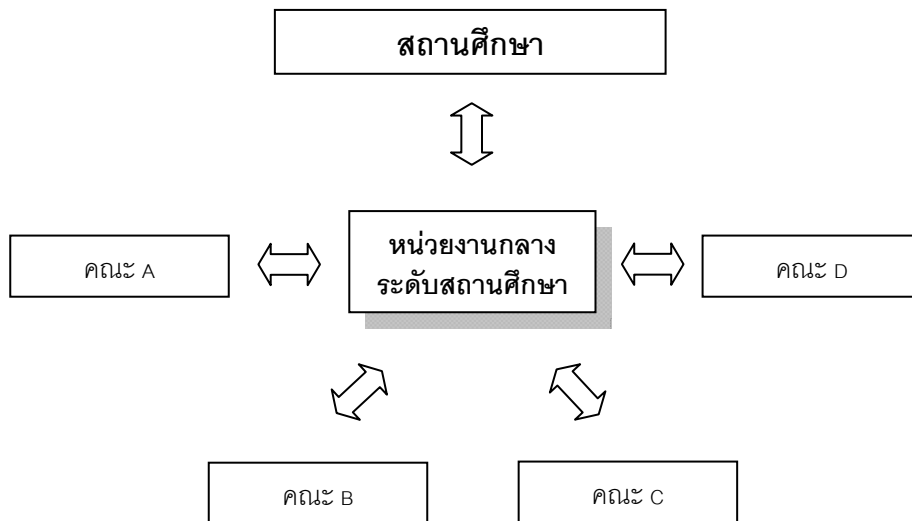 สถานศึกษา
หน่วยงานกลาง
ระดับสถานศึกษา
คณะ A
คณะ D
คณะ B
คณะ C